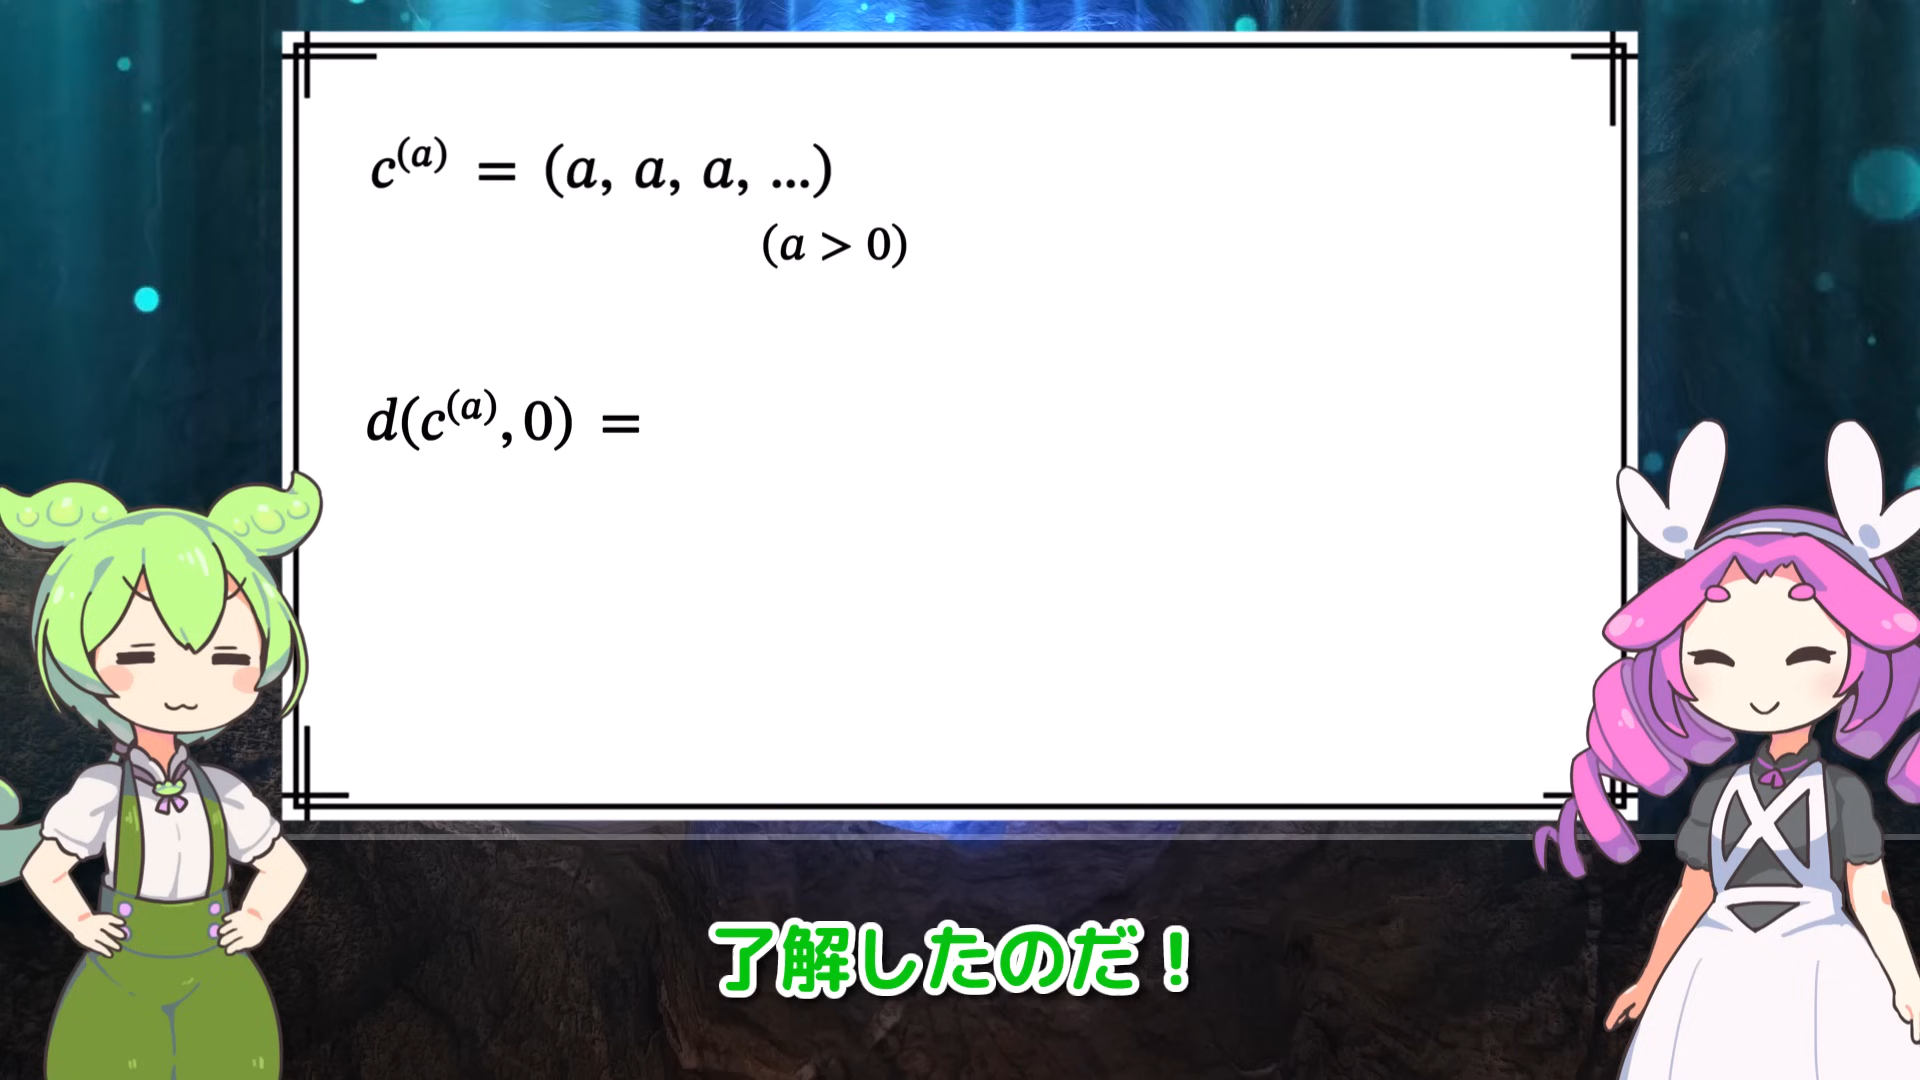 c^(a) = (a, a, a, ...)
(a > 0)
d(c^(a), 0) =
了解したのだ！